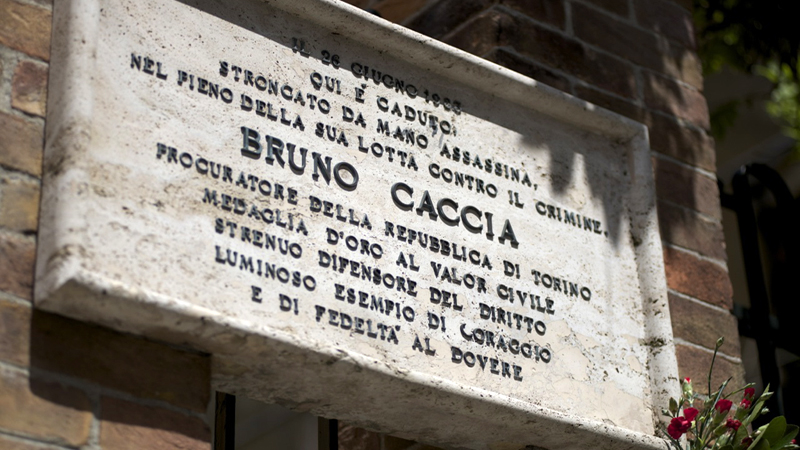 IL 26 GIUGNO 1983
QUI È CADUTO,
STRONCATO DA MANO ASSASSINA,
NEL PIENO DELLA SUA LOTTA CONTRO IL CRIMINE,
BRUNO CACCIA
PROCURATORE DELLA REPUBBLICA DI TORINO
MEDAGLIA D'ORO AL VALOR CIVILE
STRENUO DIFENSORE DEL DIRITTO
LUMINOSO ESEMPIO DI CORAGGIO
E DI FEDELTÀ AL DOVERE